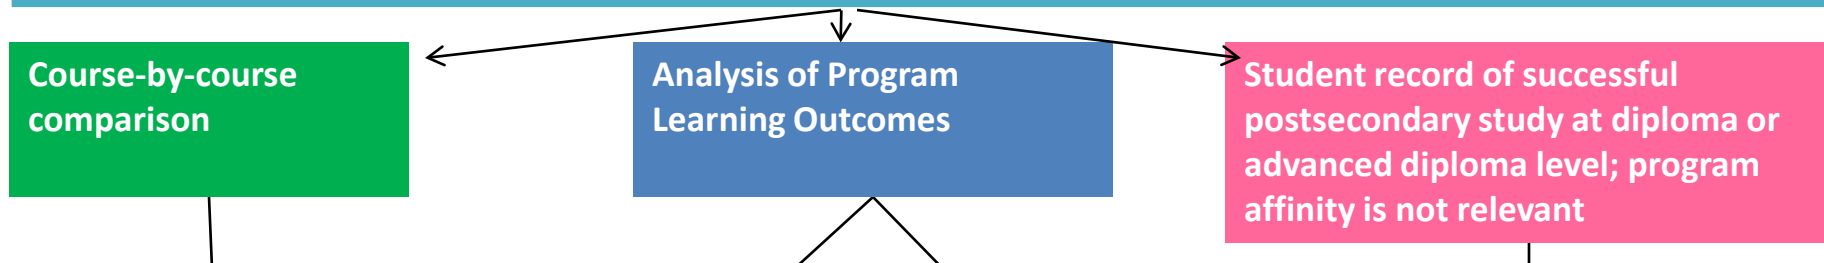 Course-by-course
comparison
Analysis of Program
Learning Outcomes
Student record of successful
postsecondary study at diploma or
advanced diploma level; program
affinity is not relevant